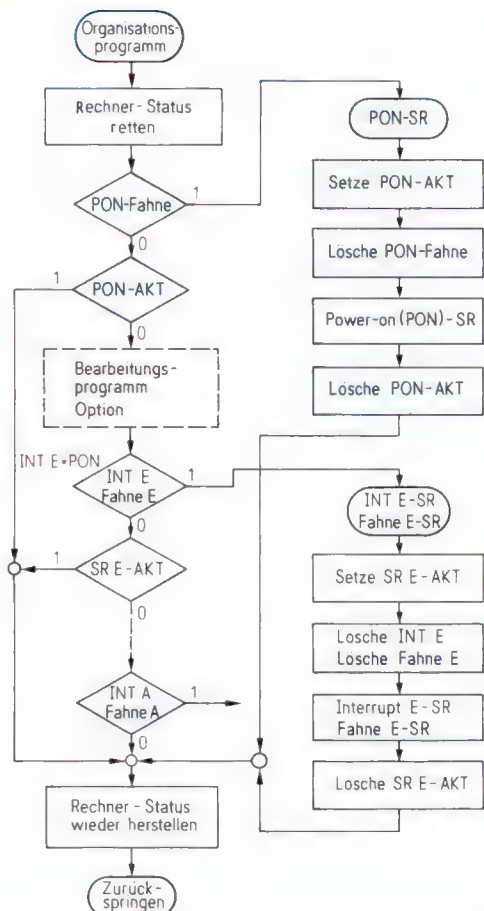 Organisations-
programm
Rechner-Status
retten
PON-Fahne
1
0
PON-AKT
1
0
Bearbeitungs-
programm
Option
INT E=PON
INT E
Fahne E
1
0
SR E-AKT
1
0
INT A
Fahne A
1
0
Rechner-Status
wieder herstellen
Zurück-
springen
PON-SR
Setze PON-AKT
Lösche PON-Fahne
Power-on(PON)-SR
Lösche PON-AKT
INT E-SR
Fahne E-SR
Setze SR E-AKT
Losche INT E
Lösche Fahne E
Interrupt E-SR
Fahne E-SR
Losche SR E-AKT